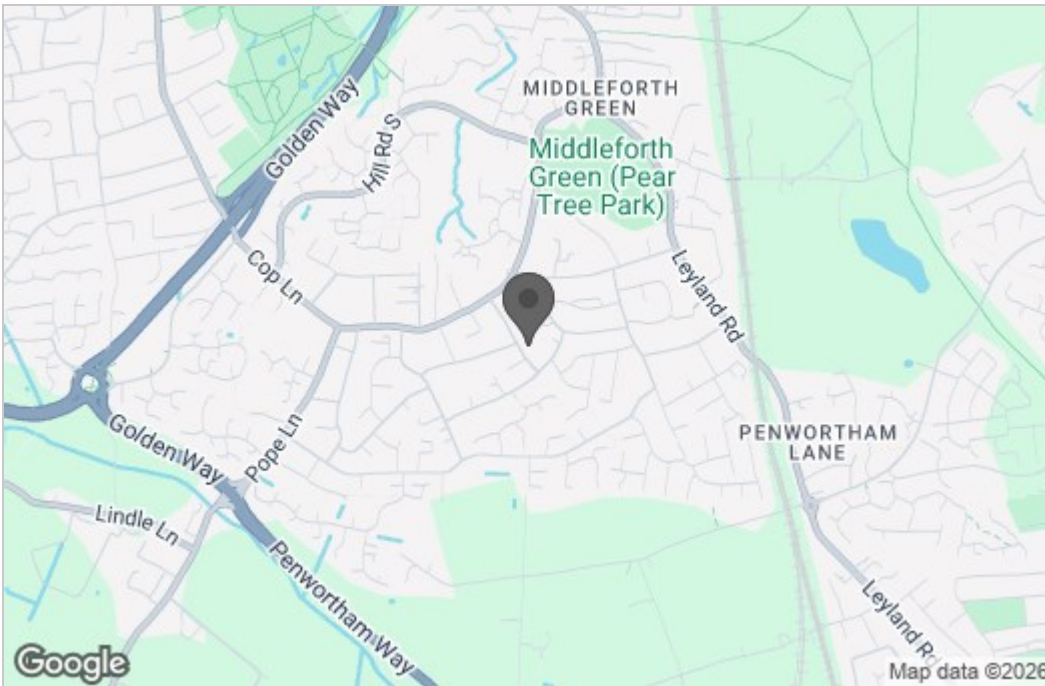 MIDDLEFORTH
GREEN
Middleforth
Green (Pear
Tree Park)
Golden Way
Hill Rd S
Cop Ln
Leyland Rd
Golden Way
Pope Ln
PENWORTHAM
LANE
Lindle Ln
Penwortham Way
Leyland Rd
Google
Map data ©2026